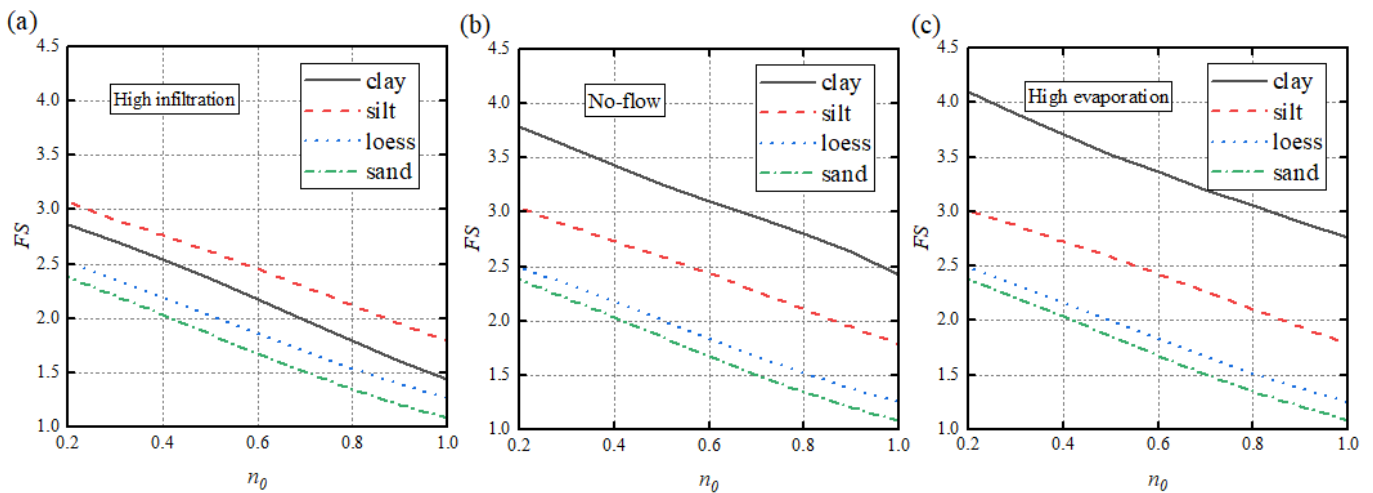 (a)
4.5
4.0
3.5
3.0
2.5
2.0
1.5
1.0
FS
High infiltration
clay
silt
loess
sand
0.2 0.4 0.6 0.8 1.0
n0
(b)
4.5
4.0
3.5
3.0
2.5
2.0
1.5
1.0
FS
No-flow
clay
silt
loess
sand
0.2 0.4 0.6 0.8 1.0
n0
(c)
4.5
4.0
3.5
3.0
2.5
2.0
1.5
1.0
FS
High evaporation
clay
silt
loess
sand
0.2 0.4 0.6 0.8 1.0
n0